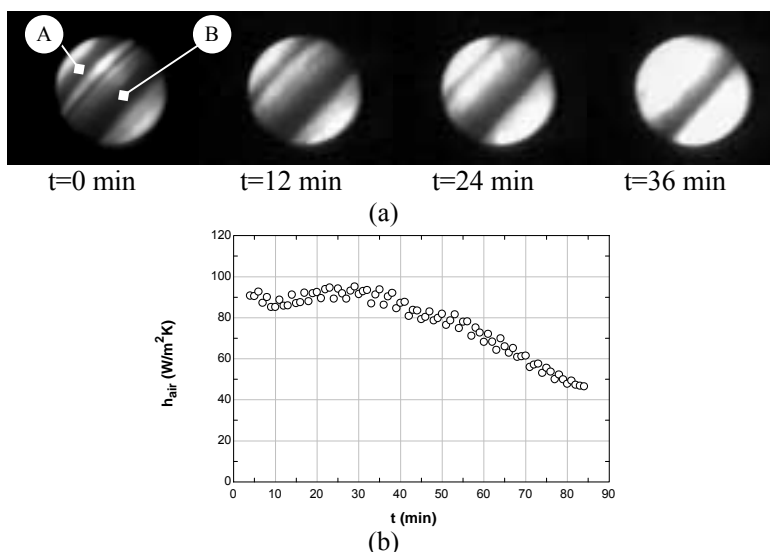 A
B
t=0 min
t=12 min
t=24 min
t=36 min
(a)
120
100
80
60
40
20
0
h_air (W/m²K)
0 10 20 30 40 50 60 70 80 90
t (min)
(b)